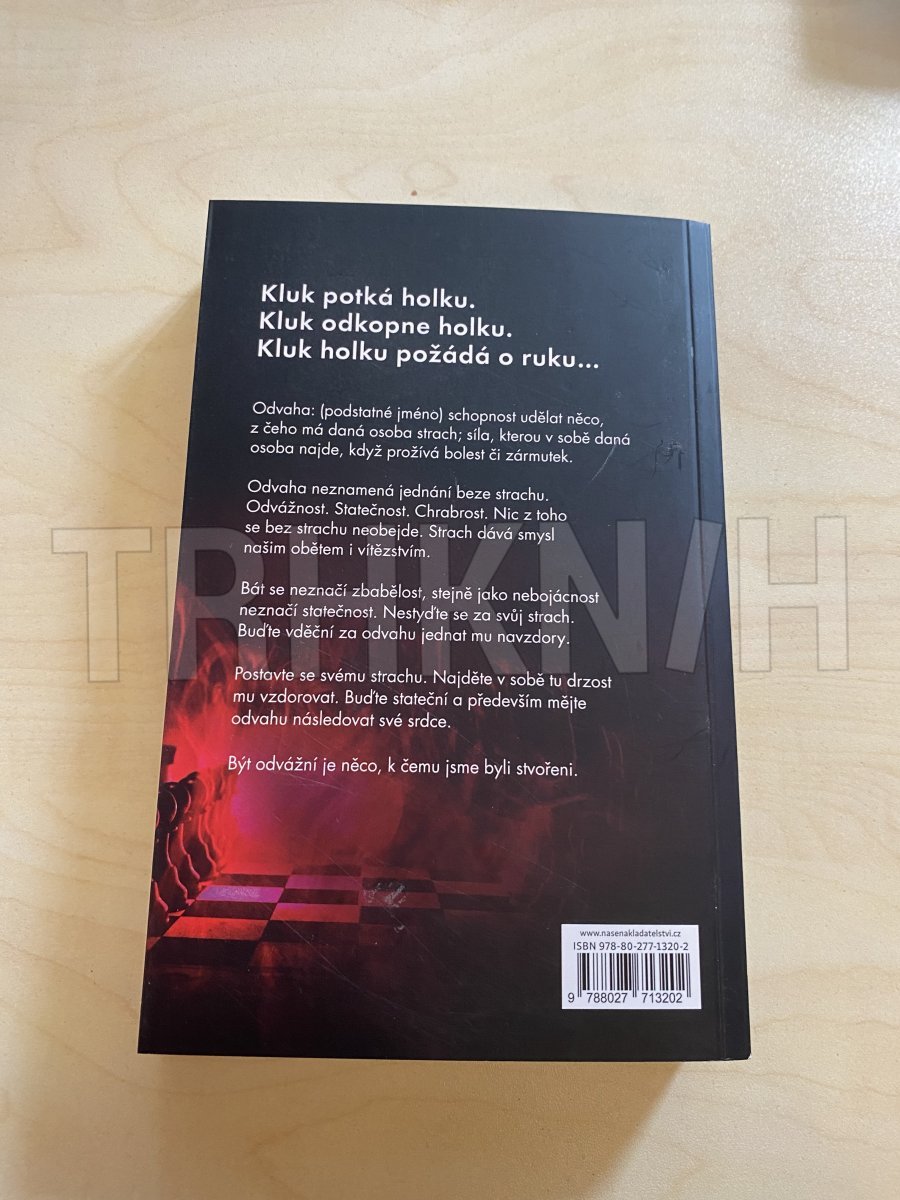 Kluk potká holku.
Kluk odkopne holku.
Kluk holku požádá o ruku...
Odvaha: (podstatné jméno) schopnost udělat něco,
z čeho má daná osoba strach; síla, kterou v sobě daná
osoba najde, když prožívá bolest či zármutek.
Odvaha neznamená jednání beze strachu.
Odvážnost. Statečnost. Chrabrost. Nic z toho
se bez strachu neobejde. Strach dává smysl
našim obětem i vítězstvím.
Bát se neznačí zbabělost, stejně jako nebojácnost
neznačí statečnost. Nestyďte se za svůj strach.
Buďte vděční za odvahu jednat mu navzdory.
Postavte se svému strachu. Najděte v sobě tu drzost
mu vzdorovat. Buďte stateční a především mějte
odvahu následovat své srdce.
Být odvážní je něco, k čemu jsme byli stvořeni.
www.nasenakladatelstvi.cz
ISBN 978-80-277-1320-2
9 788027 713202